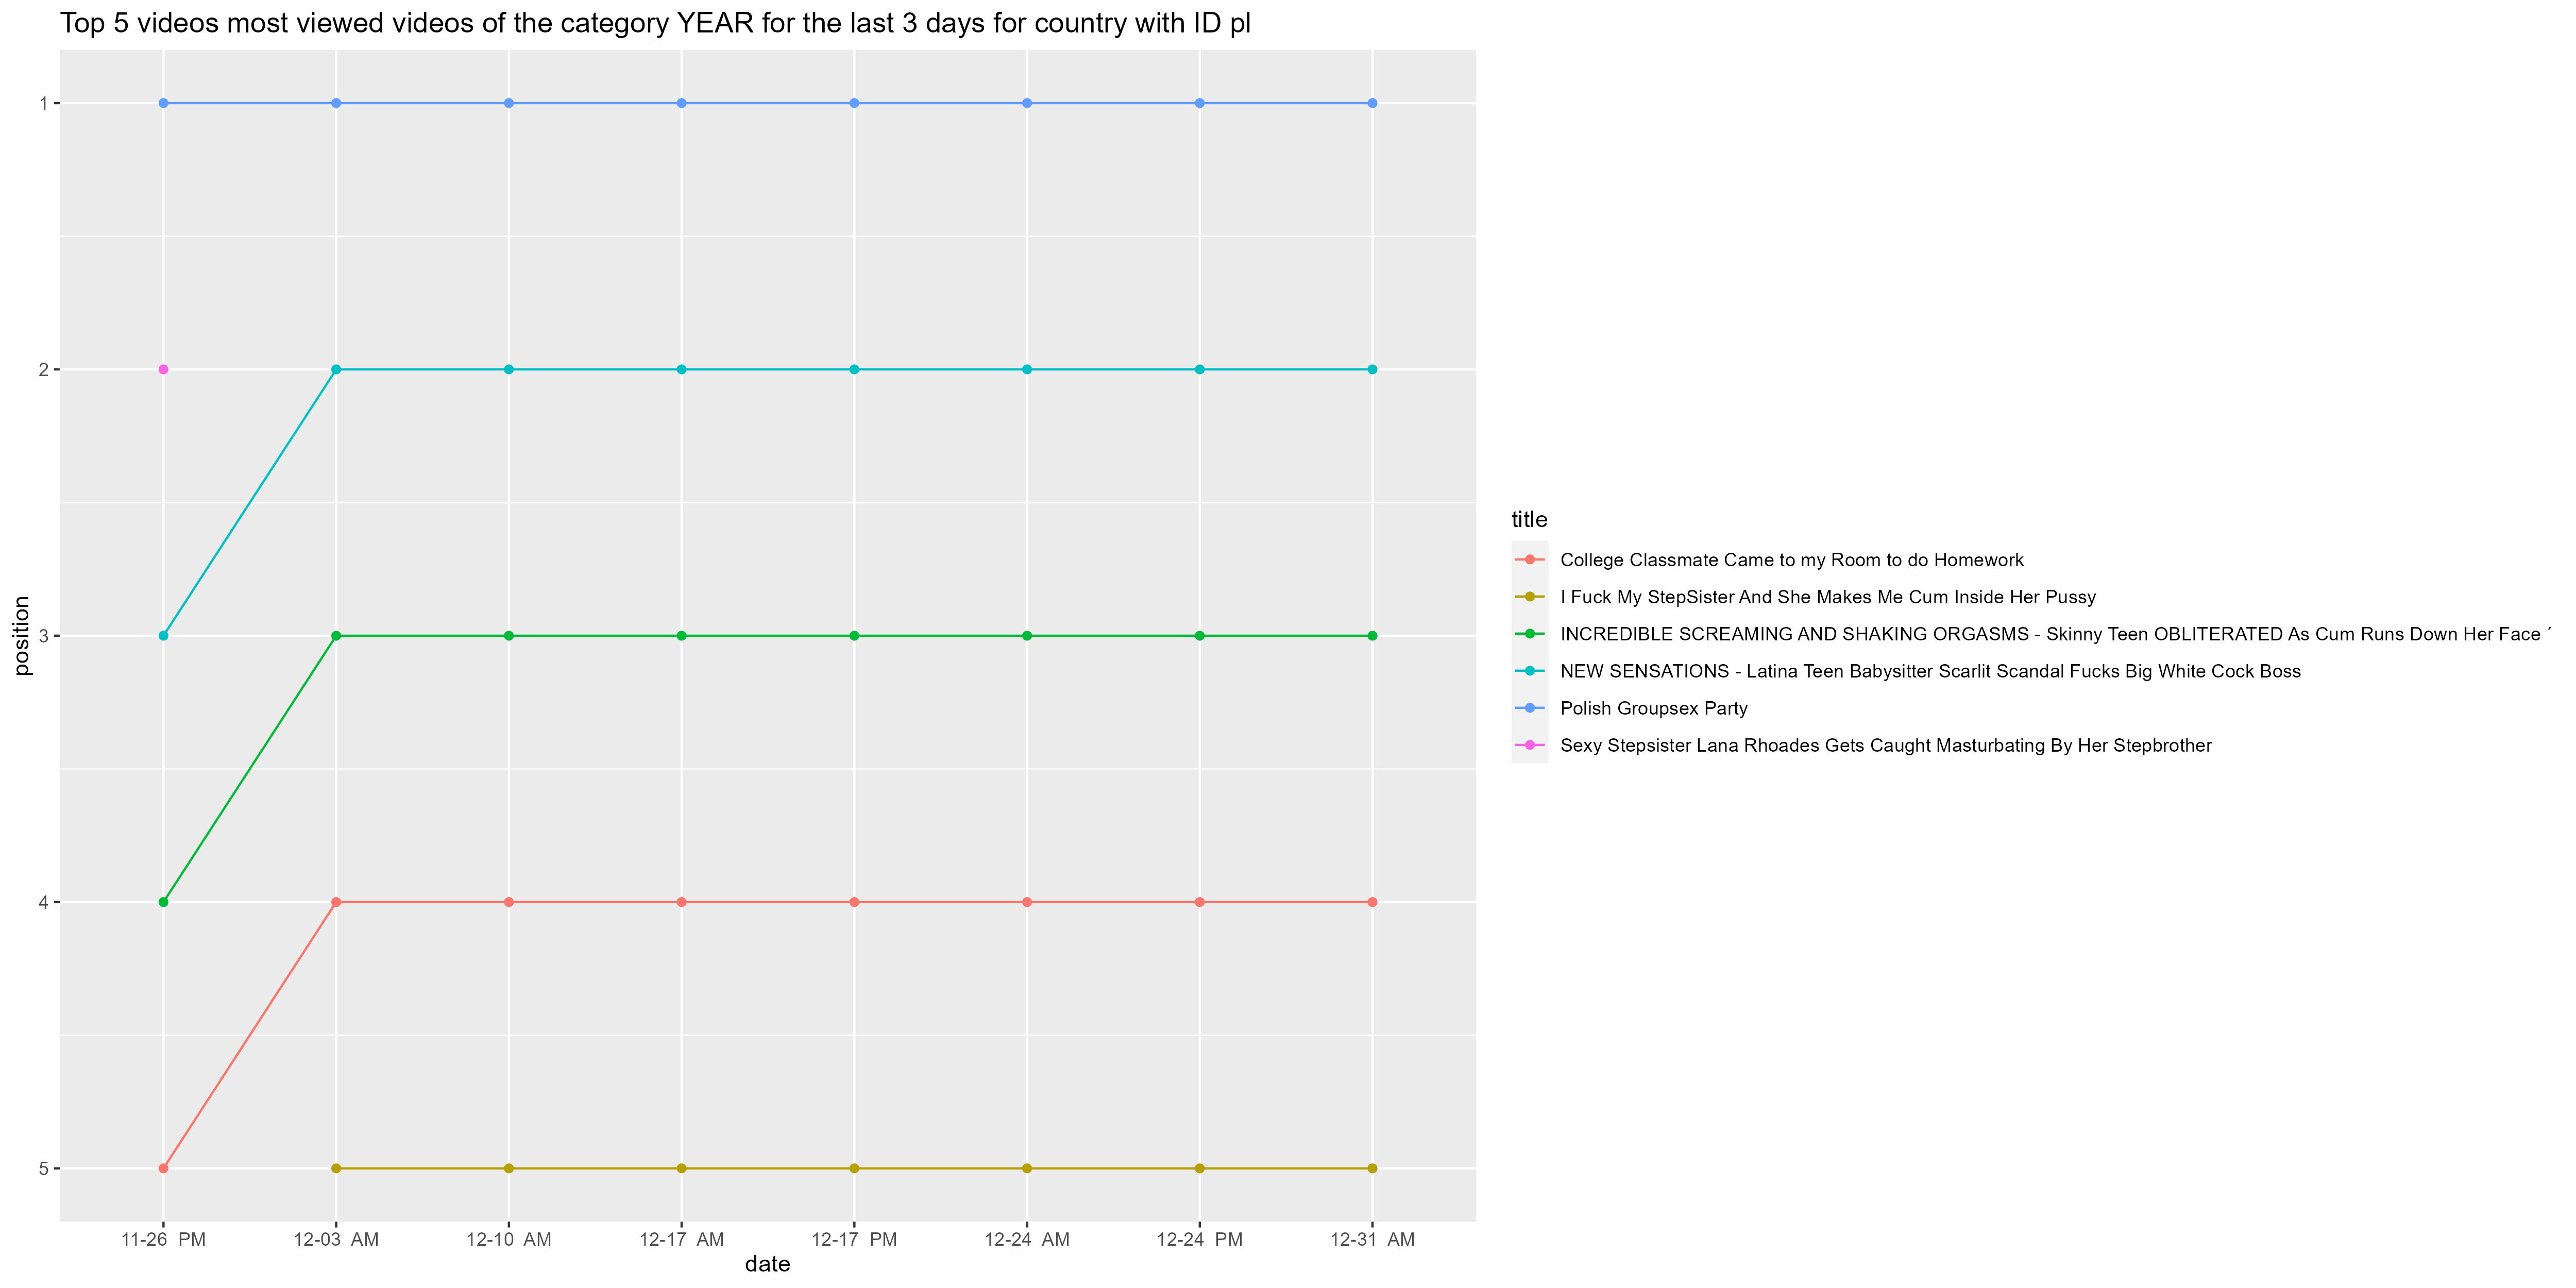 Top 5 videos most viewed videos of the category YEAR for the last 3 days for country with ID pl
1
2
3
4
5
position
11-26 PM
12-03 AM
12-10 AM
12-17 AM
12-17 PM
12-24 AM
12-24 PM
12-31 AM
date
title
College Classmate Came to my Room to do Homework
I Fuck My StepSister And She Makes Me Cum Inside Her Pussy
INCREDIBLE SCREAMING AND SHAKING ORGASMS - Skinny Teen OBLITERATED As Cum Runs Down Her Face
NEW SENSATIONS - Latina Teen Babysitter Scarlit Scandal Fucks Big White Cock Boss
Polish Groupsex Party
Sexy Stepsister Lana Rhoades Gets Caught Masturbating By Her Stepbrother